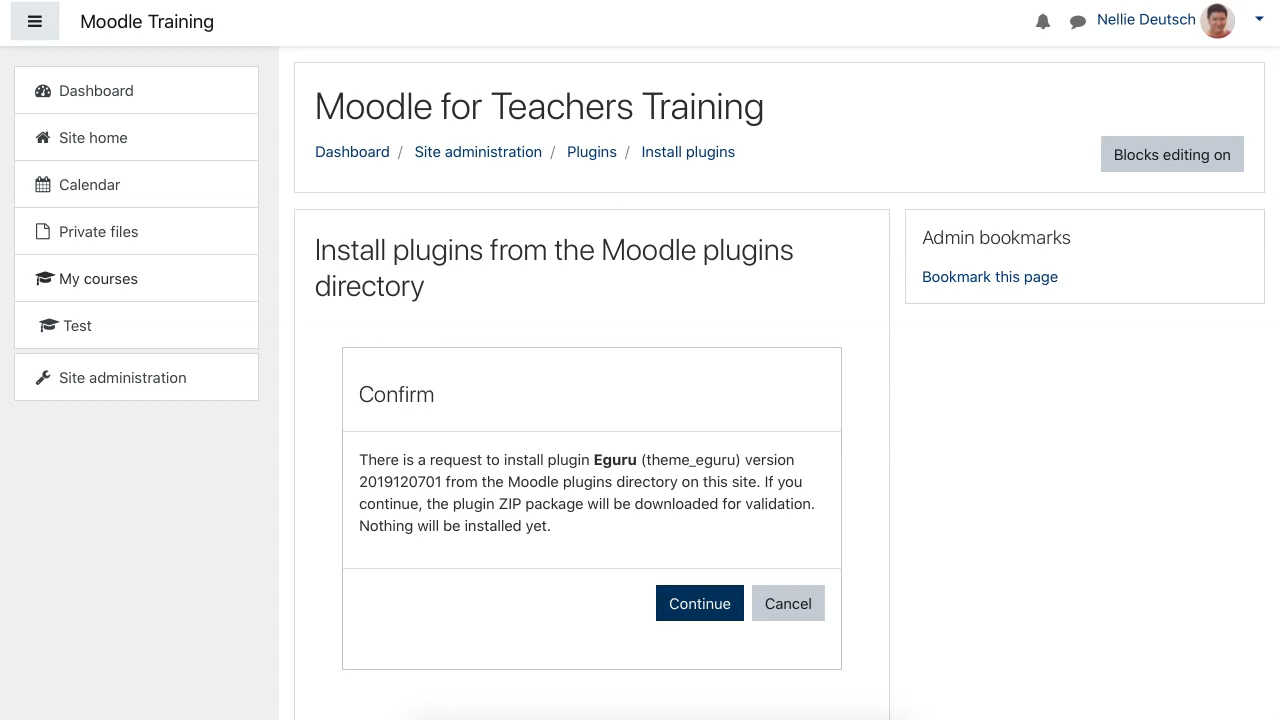 Moodle Training
Nellie Deutsch
Dashboard
Site home
Calendar
Private files
My courses
Test
Site administration
Moodle for Teachers Training
Dashboard / Site administration / Plugins / Install plugins
Blocks editing on
Install plugins from the Moodle plugins
directory
Confirm
There is a request to install plugin Eguru (theme_eguru) version
2019120701 from the Moodle plugins directory on this site. If you
continue, the plugin ZIP package will be downloaded for validation.
Nothing will be installed yet.
Continue
Cancel
Admin bookmarks
Bookmark this page